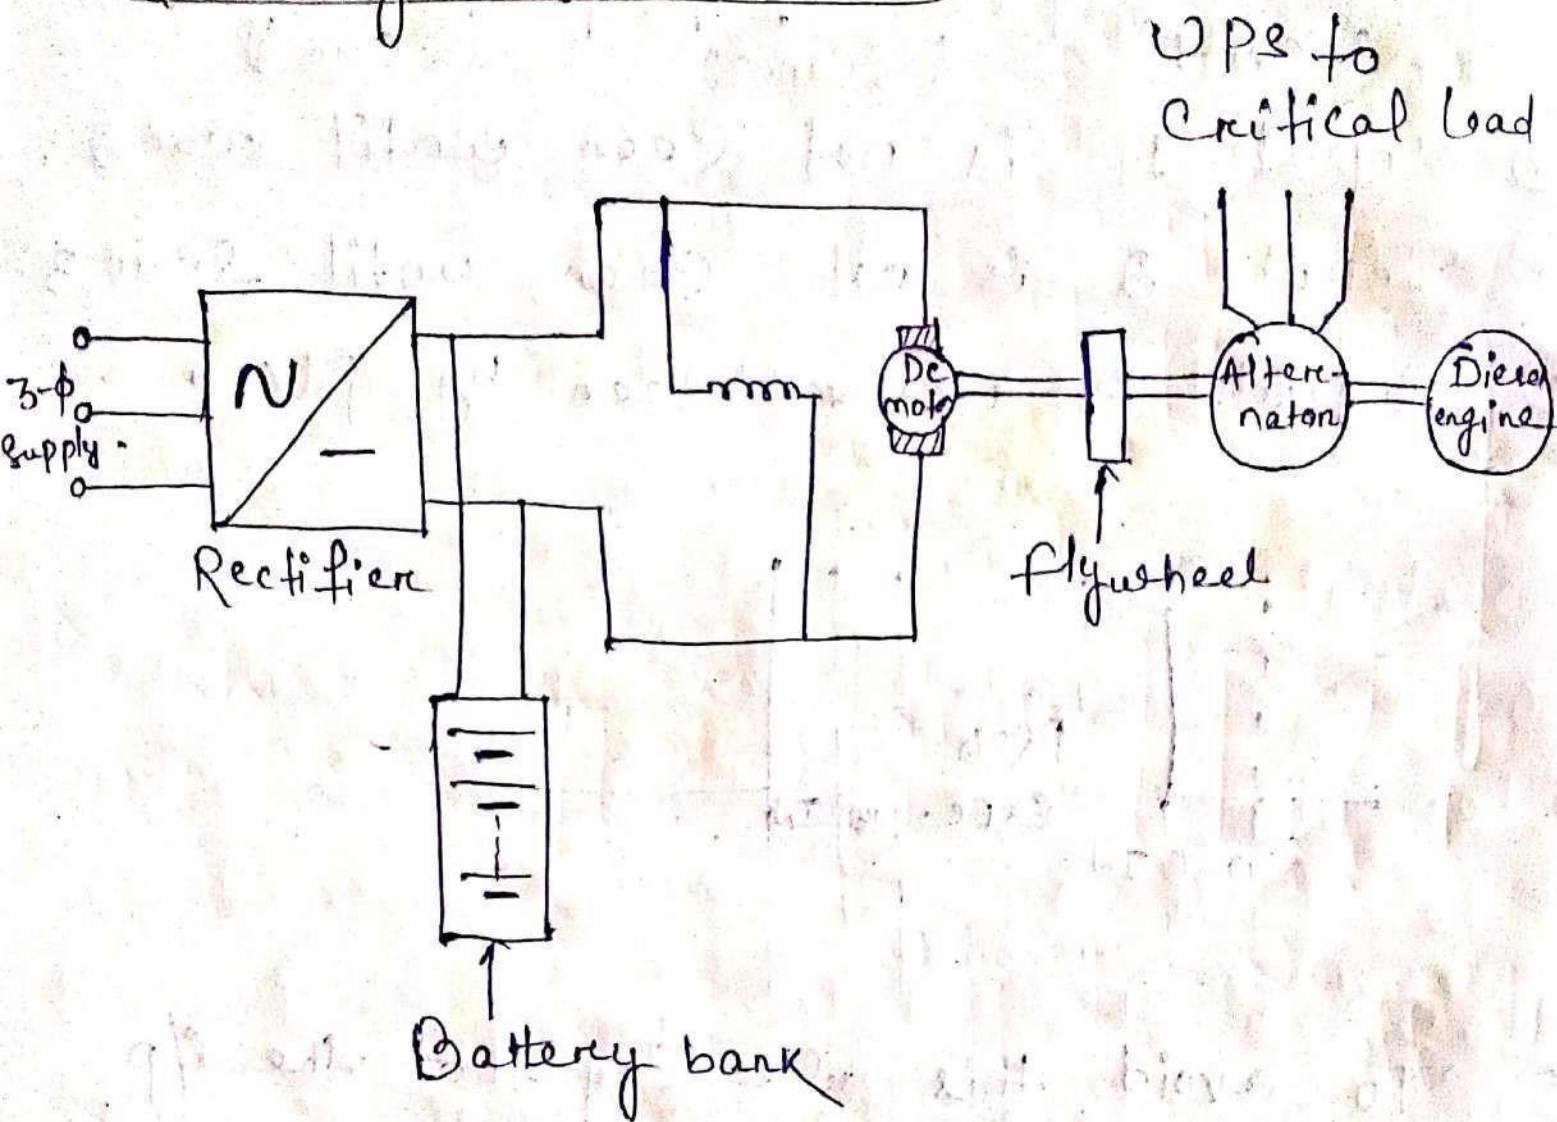 UPS to
Critical load
3-ϕ
supply.
~
Rectifier
Dc
motor
Alter-
nator
Diesel
engine
flywheel
Battery bank